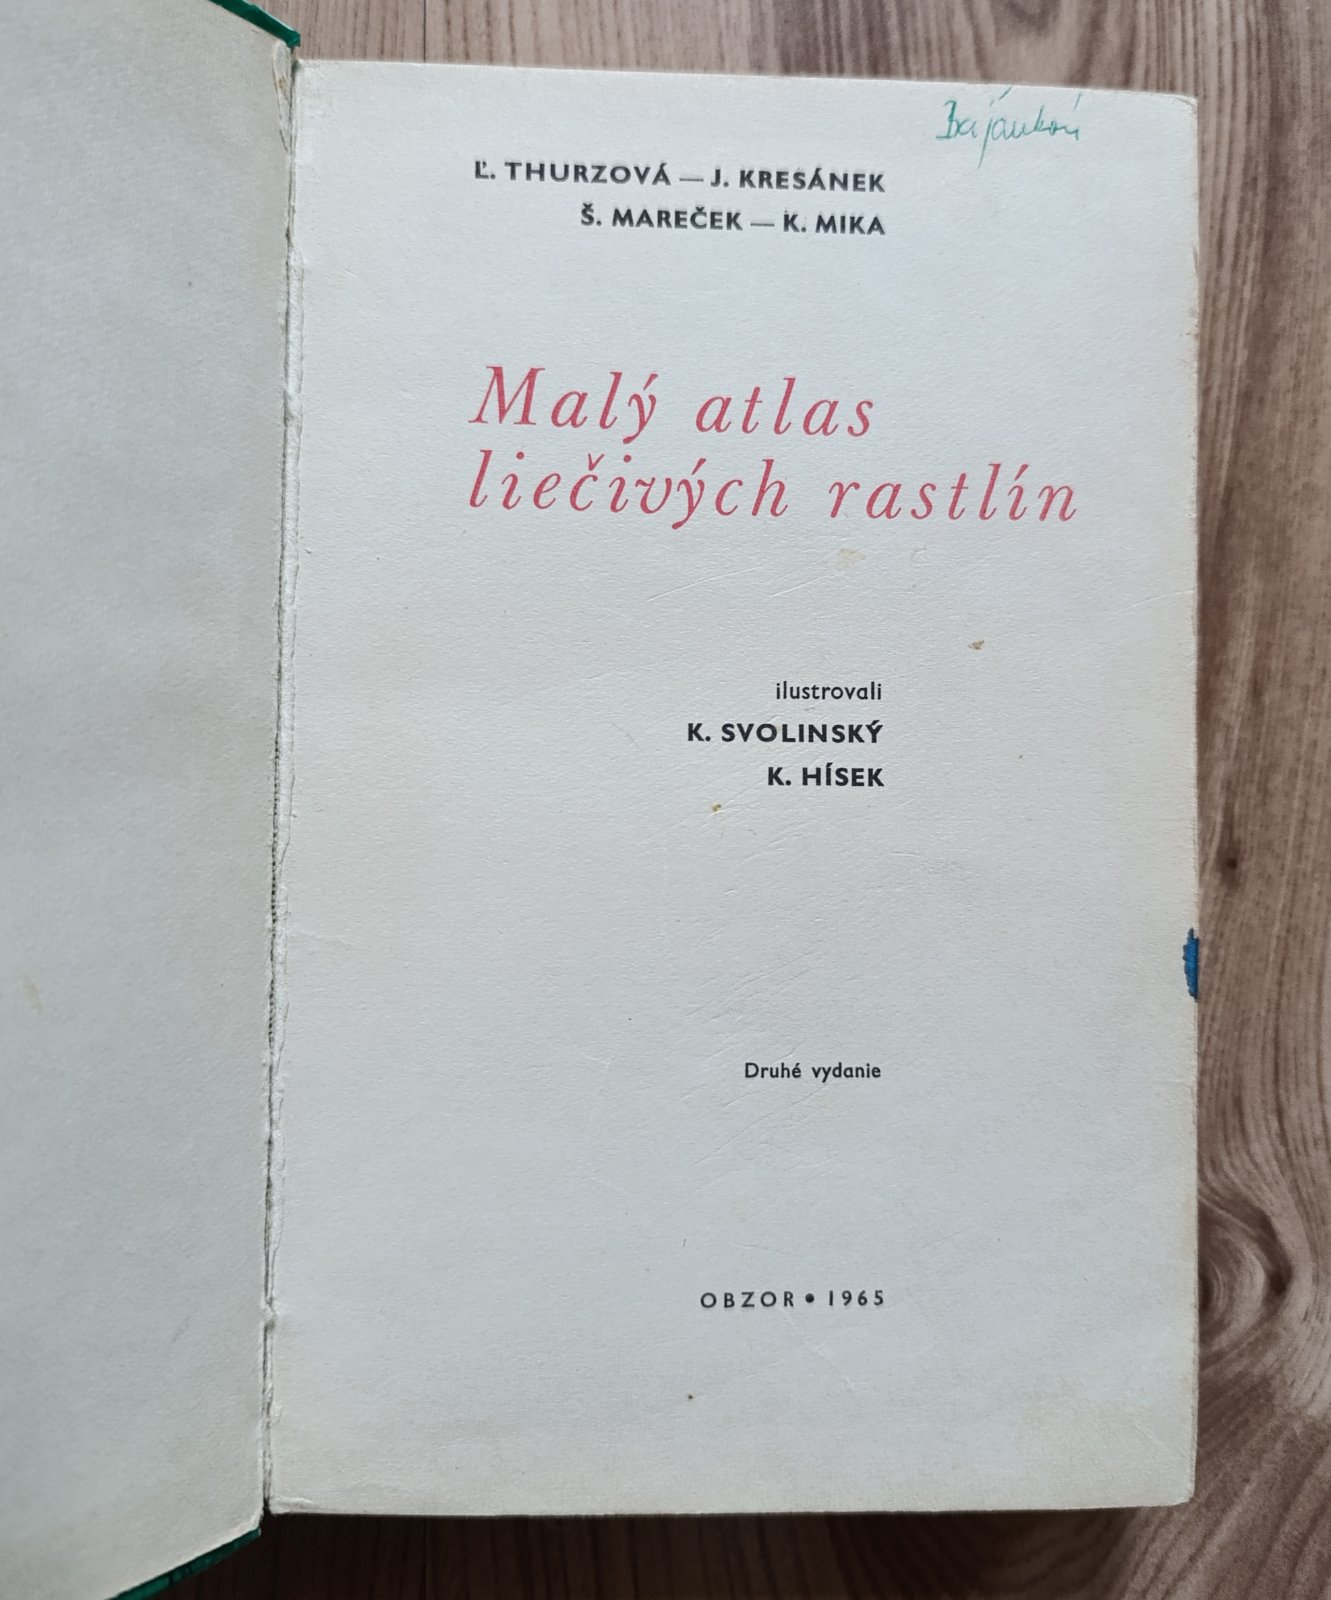 Ľ. THURZOVÁ — J. KRESÁNEK
Š. MAREČEK — K. MIKA
Malý atlas
liečivých rastlín
ilustrovali
K. SVOLINSKÝ
K. HÍSEK
Druhé vydanie
OBZOR • 1965